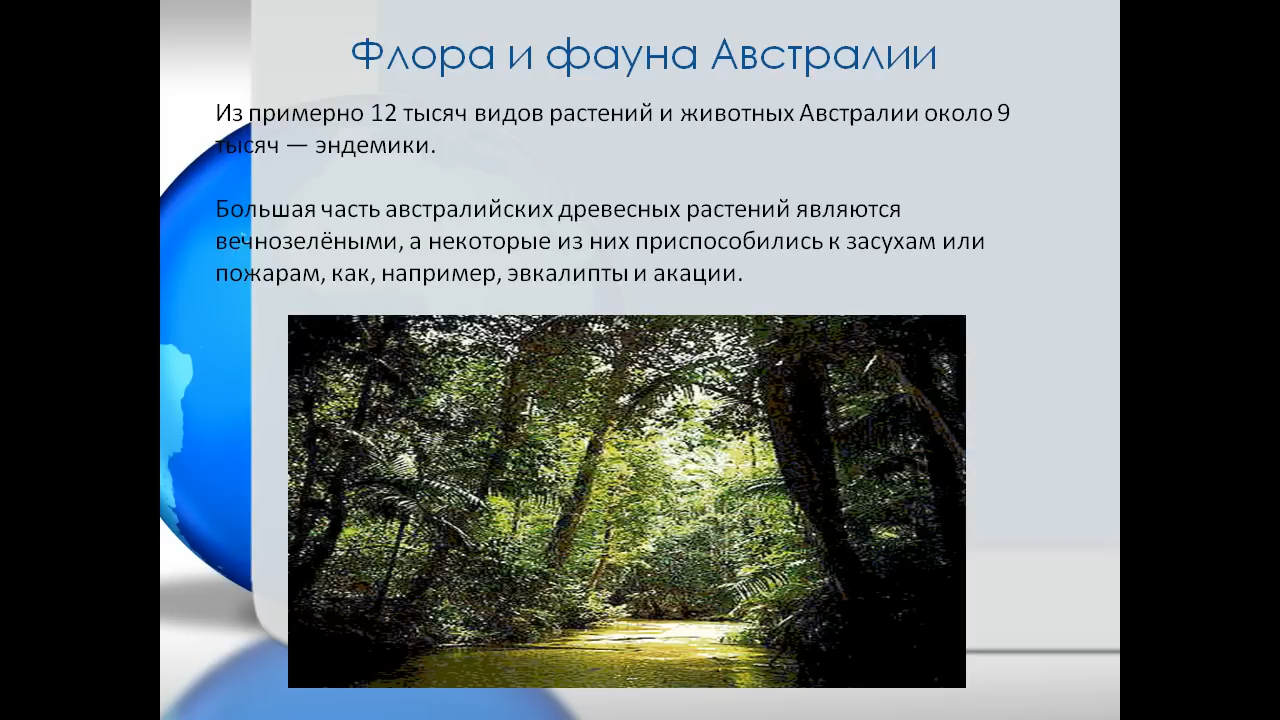 Флора и фауна Австралии
Из примерно 12 тысяч видов растений и животных Австралии около 9
тысяч — эндемики.
Большая часть австралийских древесных растений являются
вечнозелёными, а некоторые из них приспособились к засухам или
пожарам, как, например, эвкалипты и акации.